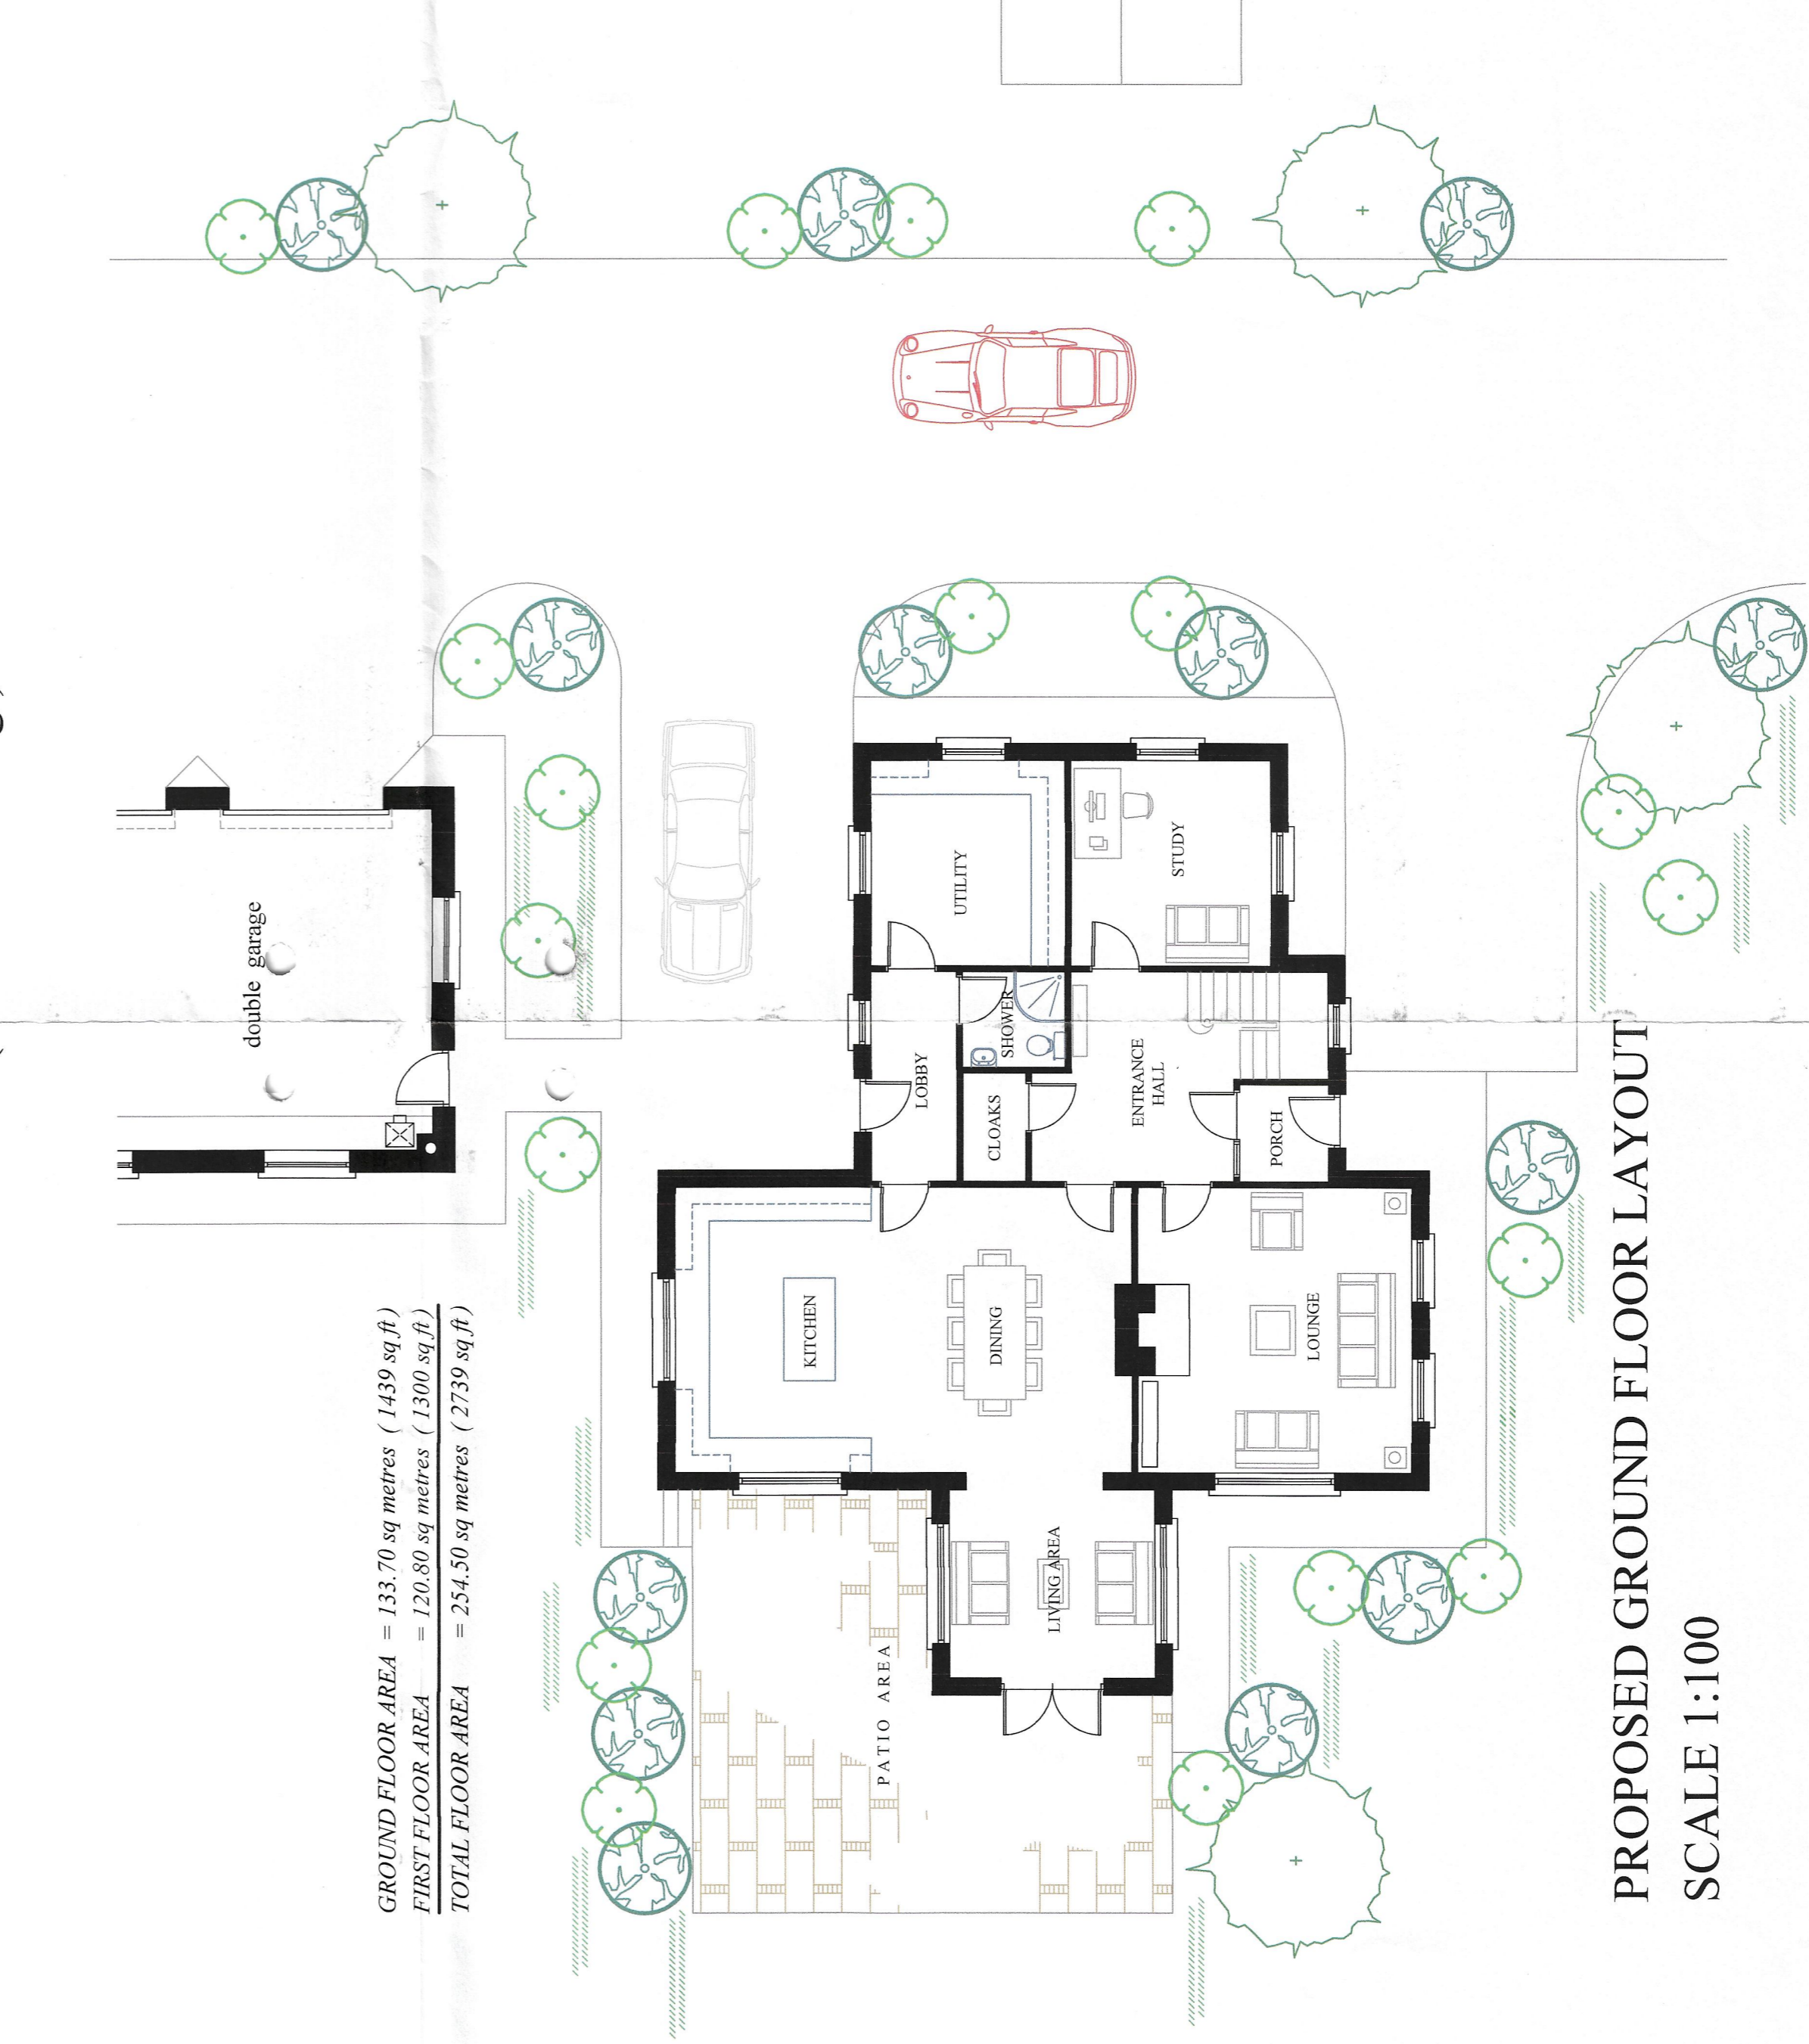 double garage
GROUND FLOOR AREA = 133.70 sq metres ( 1439 sq.ft )
FIRST FLOOR AREA = 120.80 sq metres ( 1300 sq.ft )
TOTAL FLOOR AREA = 254.50 sq metres ( 2739 sq.ft )
UTILITY
STUDY
LOBBY
SHOWER
CLOAKS
ENTRANCE
HALL
PORCH
KITCHEN
DINING
LOUNGE
LIVING AREA
PATIO AREA
PROPOSED GROUND FLOOR LAYOUT
SCALE 1:100